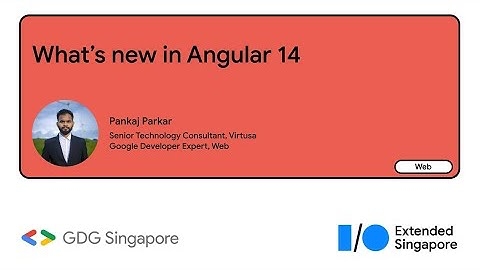 What's new in Angular 14
Pankaj Parkar
Senior Technology Consultant, Virtusa
Google Developer Expert, Web
Web
GDG Singapore
I/O Extended
Singapore